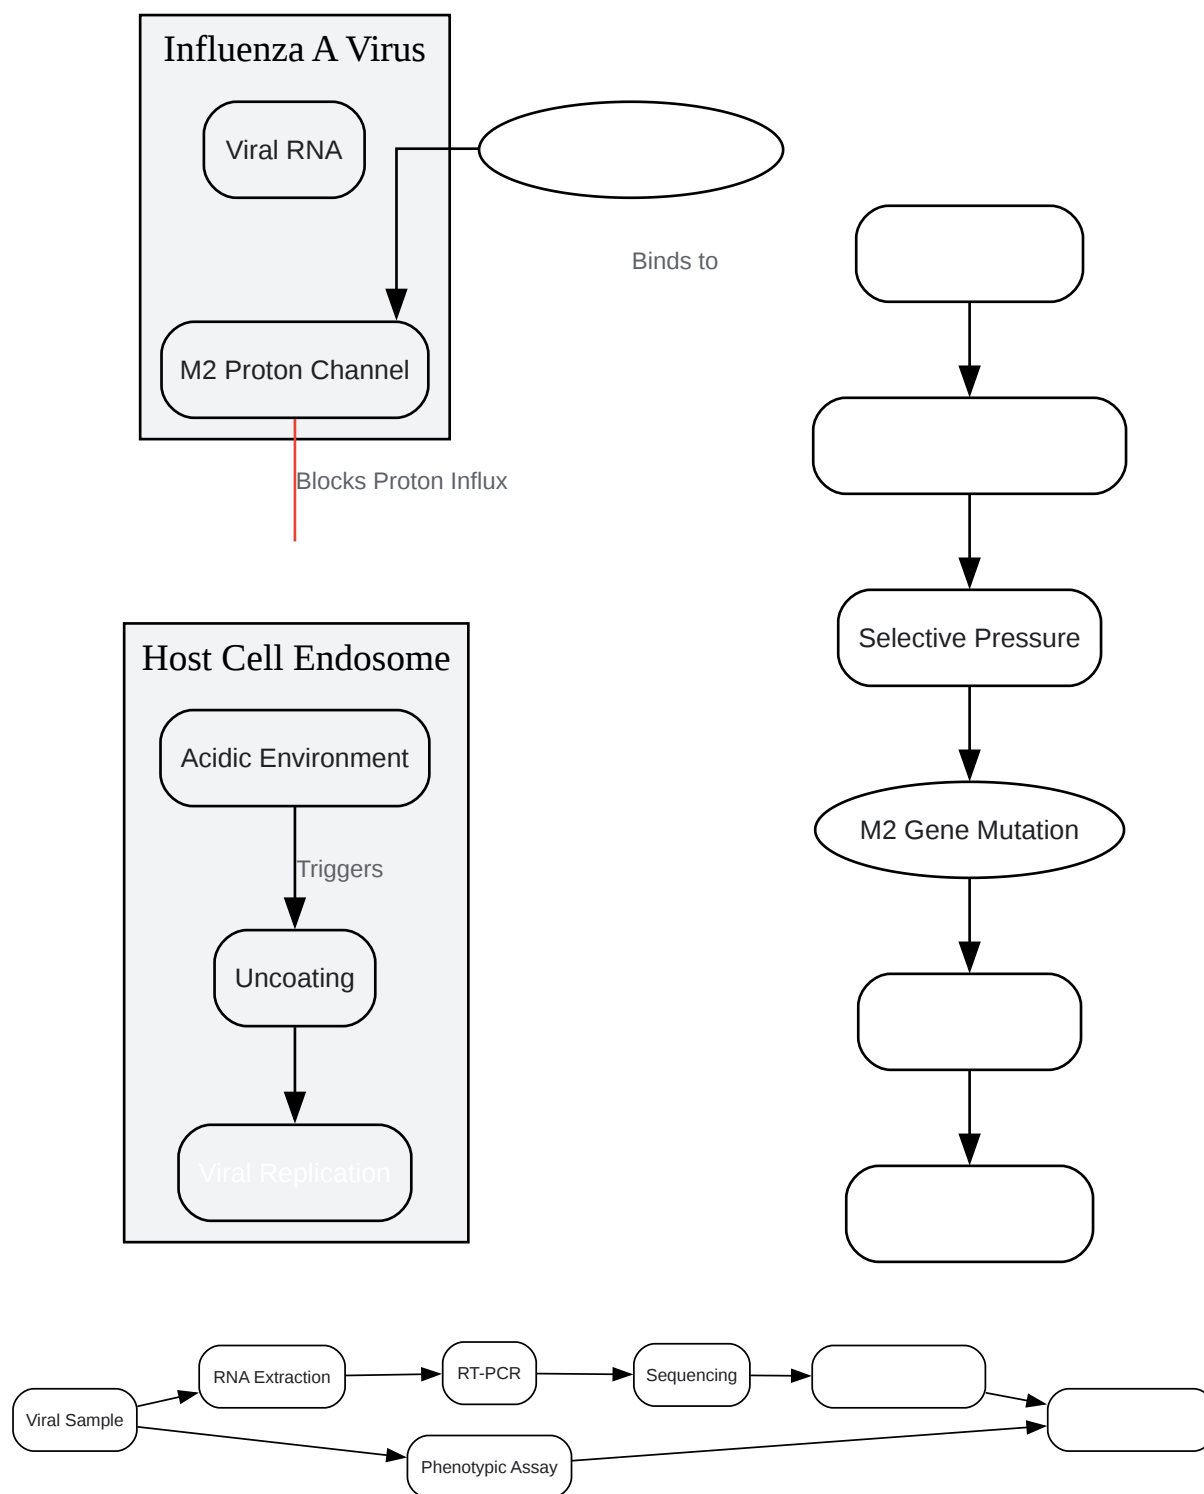 Influenza A Virus
Viral RNA
Binds to
M2 Proton Channel
Blocks Proton Influx
Host Cell Endosome
Acidic Environment
Triggers
Uncoating
Viral Replication
Selective Pressure
M2 Gene Mutation
Viral Sample
RNA Extraction
RT-PCR
Sequencing
Phenotypic Assay